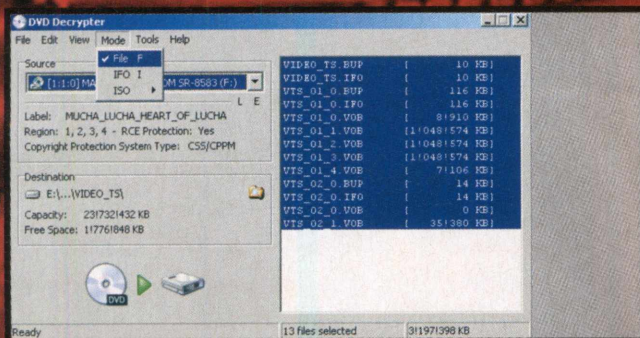 DVD Decrypter
File Edit View Mode Tools Help
✓ File F
IFO I
ISO
Source
[1:1:0] MA OM SR-8583 (F:)
L E
Label: MUCHA_LUCHA_HEART_OF_LUCHA
Region: 1, 2, 3, 4 - RCE Protection: Yes
Copyright Protection System Type: CSS/CPPM
Destination
E:\...\VIDEO_TS\
Capacity: 23!732!432 KB
Free Space: 1!776!848 KB
DVD
VIDEO_TS.BUP [ 10 KB]
VIDEO_TS.IFO [ 10 KB]
VTS_01_0.BUP [ 116 KB]
VTS_01_0.IFO [ 116 KB]
VTS_01_0.VOB [ 8!910 KB]
VTS_01_1.VOB [1!048!574 KB]
VTS_01_2.VOB [1!048!574 KB]
VTS_01_3.VOB [1!048!574 KB]
VTS_01_4.VOB [ 7!106 KB]
VTS_02_0.BUP [ 14 KB]
VTS_02_0.IFO [ 14 KB]
VTS_02_0.VOB [ 0 KB]
VTS_02_1.VOB [ 35!380 KB]
Ready 13 files selected 3!197!398 KB